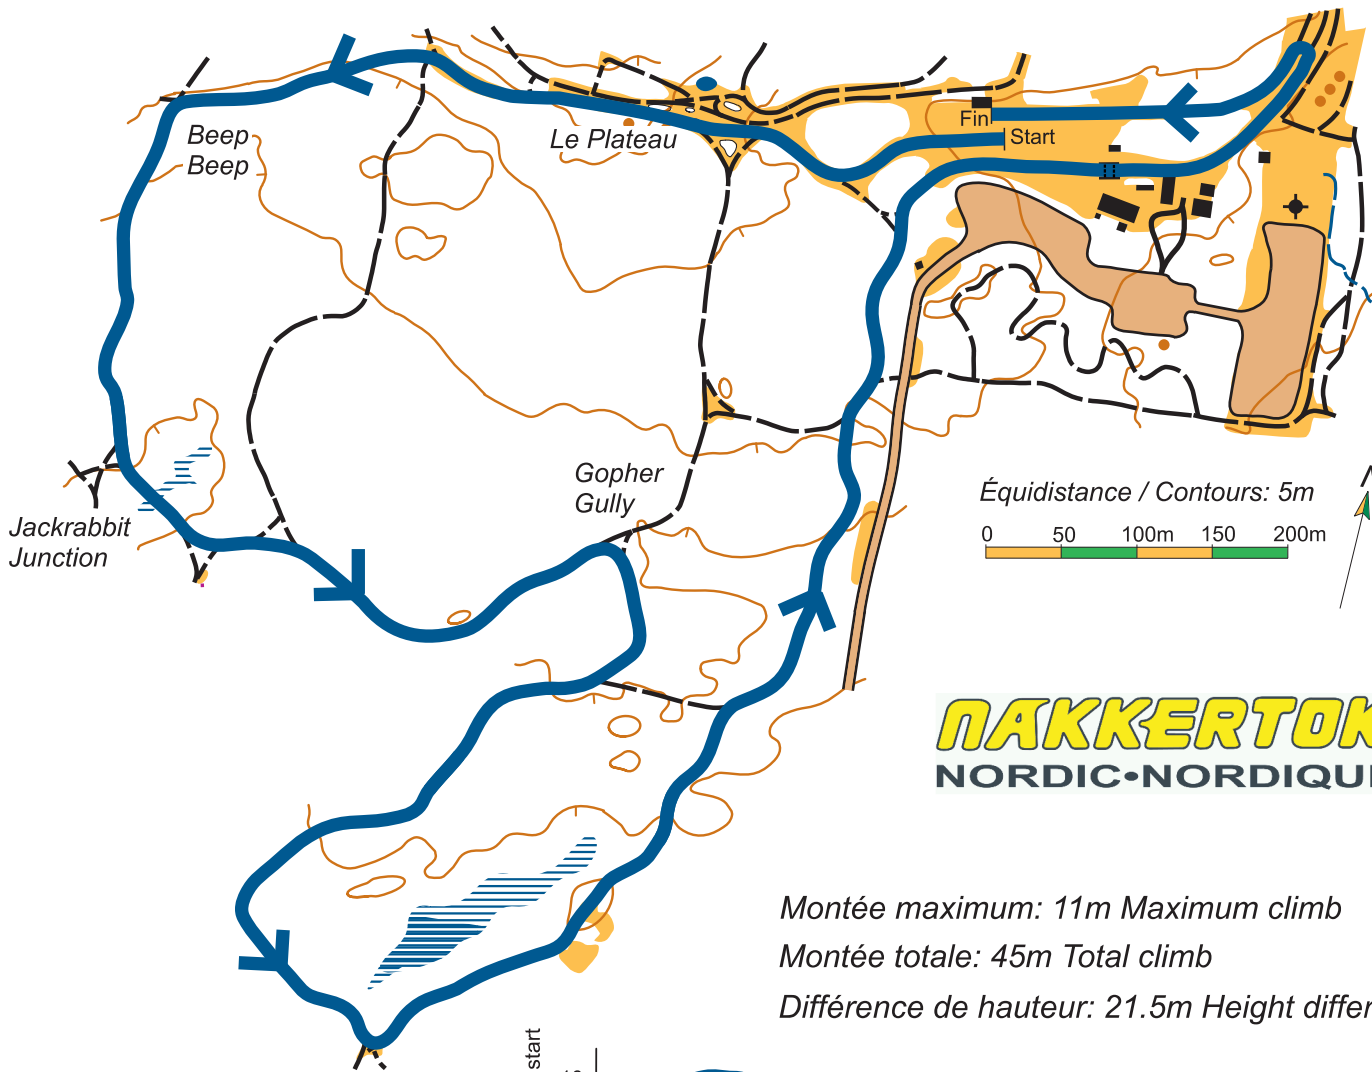 Fin
Start
Beep
Beep
Le Plateau
Gopher
Gully
Jackrabbit
Junction
Équidistance / Contours: 5m
0 50 100m 150 200m
NAKKERTOK
NORDIC•NORDIQU
Montée maximum: 11m Maximum climb
Montée totale: 45m Total climb
Différence de hauteur: 21.5m Height differ
start